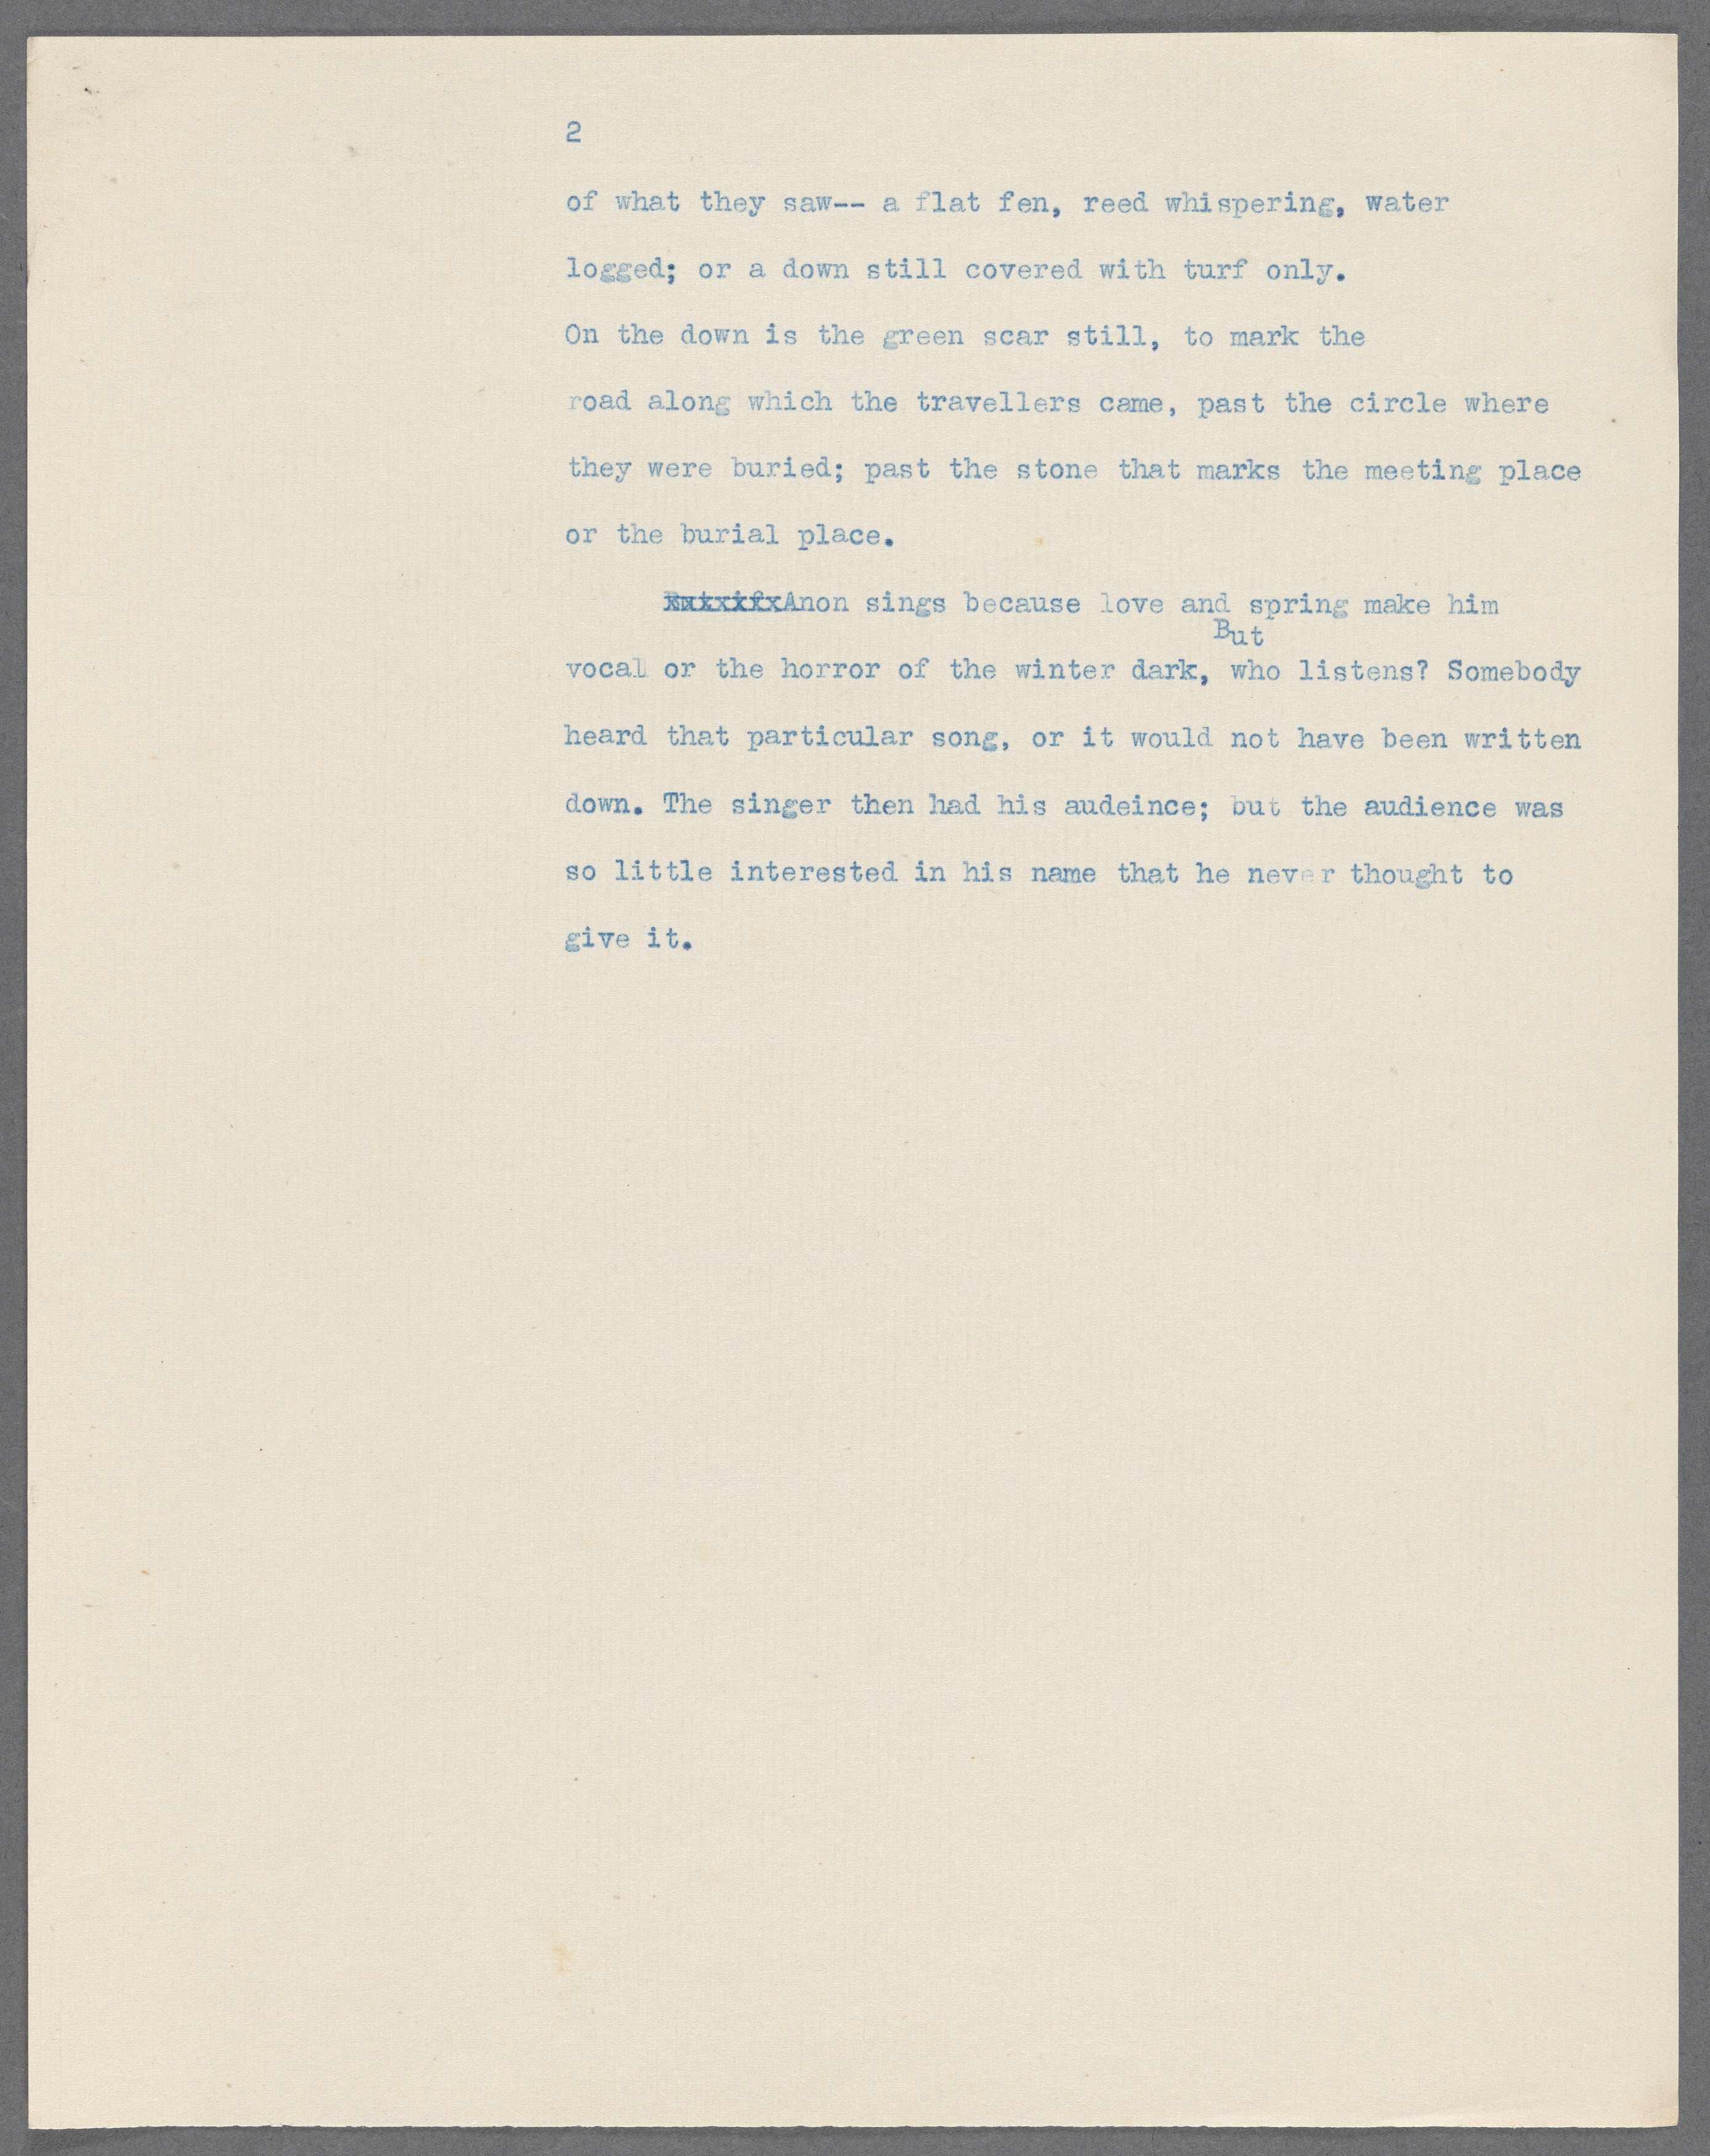 2
of what they saw-- a flat fen, reed whispering, water
logged; or a down still covered with turf only.
On the down is the green scar still, to mark the
road along which the travellers came, past the circle where
they were buried; past the stone that marks the meeting place
or the burial place.
Anon sings because love and spring make him
But
vocal or the horror of the winter dark, who listens? Somebody
heard that particular song, or it would not have been written
down. The singer then had his audeince; but the audience was
so little interested in his name that he never thought to
give it.